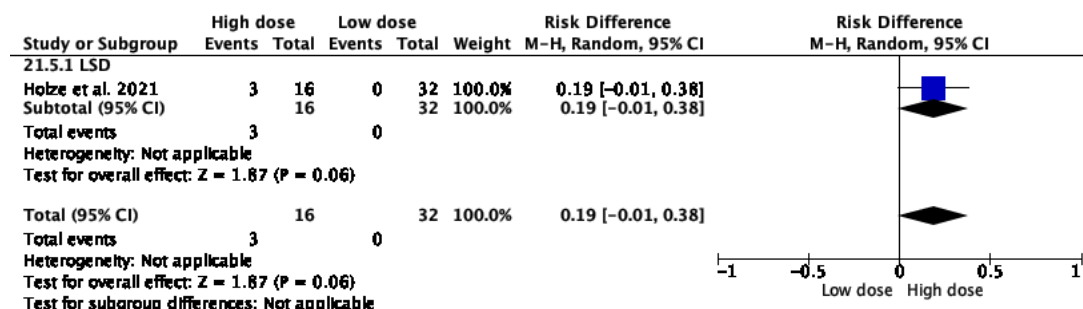 High dose Low dose Risk Difference Risk Difference
Study or Subgroup Events Total Events Total Weight M-H, Random, 95% CI M-H, Random, 95% CI
21.5.1 LSD
Holze et al. 2021 3 16 0 32 100.0% 0.19 [-0.01, 0.38]
Subtotal (95% CI) 16 32 100.0% 0.19 [-0.01, 0.38]
Total events 3 0
Heterogeneity: Not applicable
Test for overall effect: Z = 1.87 (P = 0.06)
Total (95% CI) 16 32 100.0% 0.19 [-0.01, 0.38]
Total events 3 0
Heterogeneity: Not applicable
Test for overall effect: Z = 1.87 (P = 0.06)
Test for subgroup differences: Not applicable
-1 -0.5 0 0.5 1
Low dose High dose